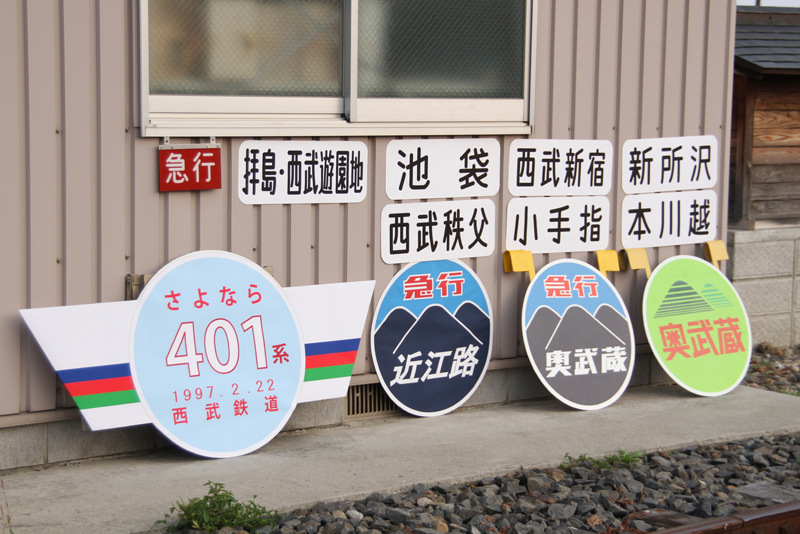 急行
拝島・西武遊園地
池袋
西武新宿
新所沢
西武秩父
小手指
本川越
さよなら
401系
1997.2.22
西武鉄道
急行
近江路
急行
奥武蔵
奥武蔵